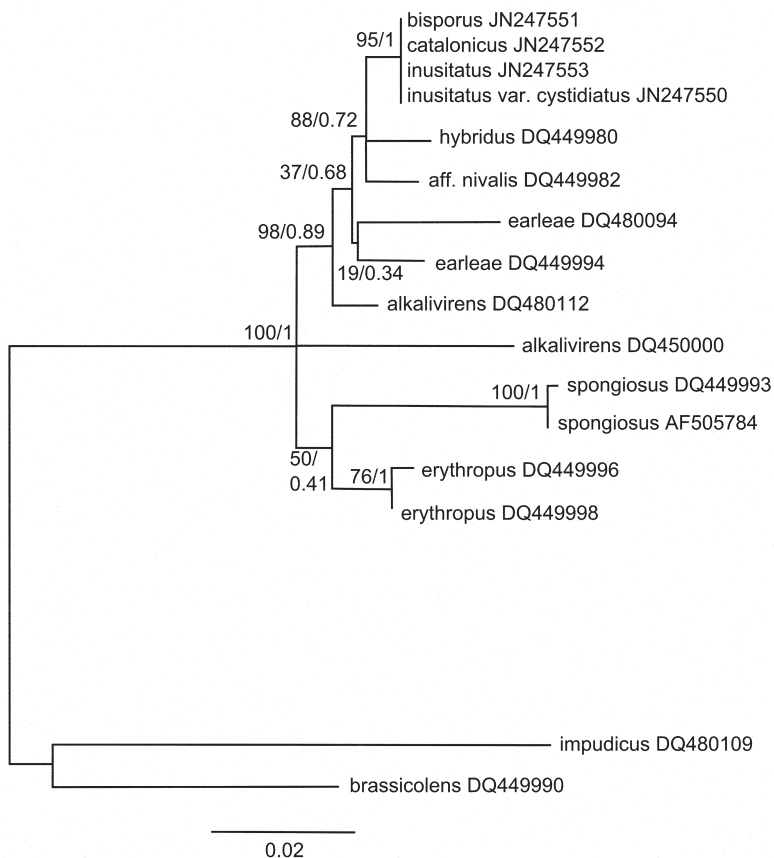 bisporus JN247551
95/1
catalonicus JN247552
inusitatus JN247553
inusitatus var. cystidiatus JN247550
88/0.72
hybridus DQ449980
37/0.68
aff. nivalis DQ449982
earleae DQ480094
98/0.89
earleae DQ449994
19/0.34
alkalivirens DQ480112
100/1
alkalivirens DQ450000
100/1
spongiosus DQ449993
spongiosus AF505784
50/
0.41
76/1
erythropus DQ449996
erythropus DQ449998
impudicus DQ480109
brassicolens DQ449990
0.02